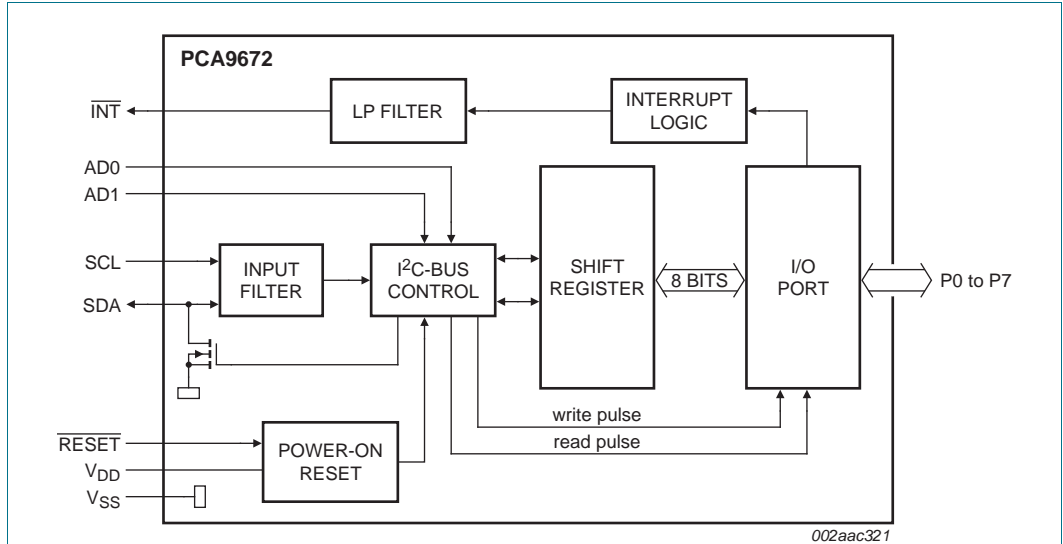 PCA9672
INT
LP FILTER
INTERRUPT
LOGIC
AD0
AD1
SCL
SDA
INPUT
FILTER
I²C-BUS
CONTROL
SHIFT
REGISTER
8 BITS
I/O
PORT
P0 to P7
write pulse
read pulse
RESET
VDD
VSS
POWER-ON
RESET
002aac321